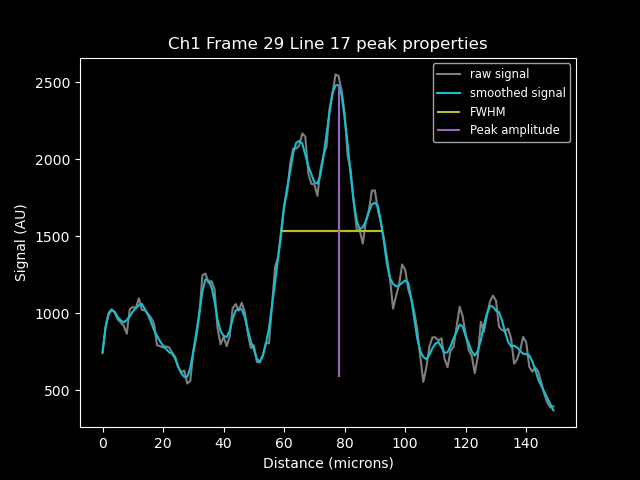 Ch1 Frame 29 Line 17 peak properties
raw signal
smoothed signal
FWHM
Peak amplitude
Signal (AU)
2500
2000
1500
1000
500
0 20 40 60 80 100 120 140
Distance (microns)